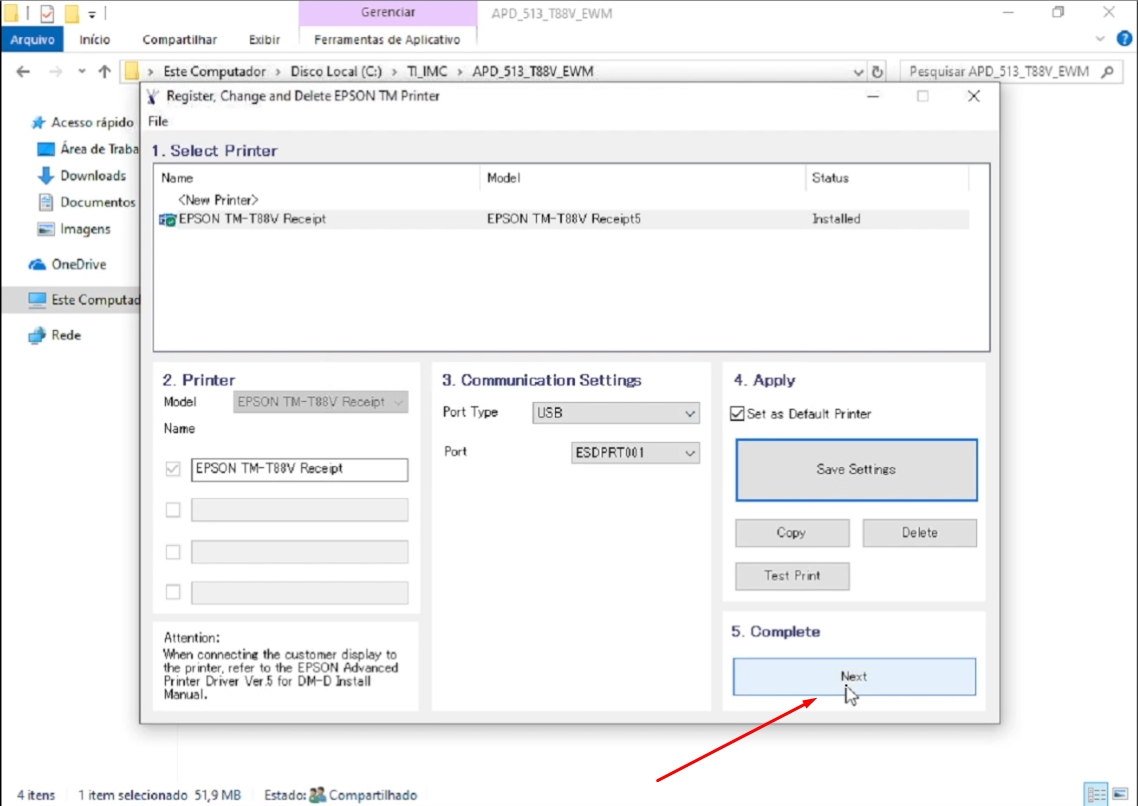 Gerenciar
APD_513_T88V_EWM
Arquivo Início Compartilhar Exibir Ferramentas de Aplicativo
Este Computador > Disco Local (C:) > TI_IMC > APD_513_T88V_EWM
Pesquisar APD_513_T88V_EWM
Acesso rápido
Área de Traba
Downloads
Documentos
Imagens
OneDrive
Este Computad
Rede
Register, Change and Delete EPSON TM Printer
File
1. Select Printer
Name Model Status
<New Printer>
EPSON TM-T88V Receipt EPSON TM-T88V Receipt5 Installed
2. Printer
Model EPSON TM-T88V Receipt
Name
EPSON TM-T88V Receipt
Attention:
When connecting the customer display to
the printer, refer to the EPSON Advanced
Printer Driver Ver.5 for DM-D Install
Manual.
3. Communication Settings
Port Type USB
Port ESDPRT001
4. Apply
Set as Default Printer
Save Settings
Copy Delete
Test Print
5. Complete
Next
4 itens 1 item selecionado 51,9 MB Estado: Compartilhado